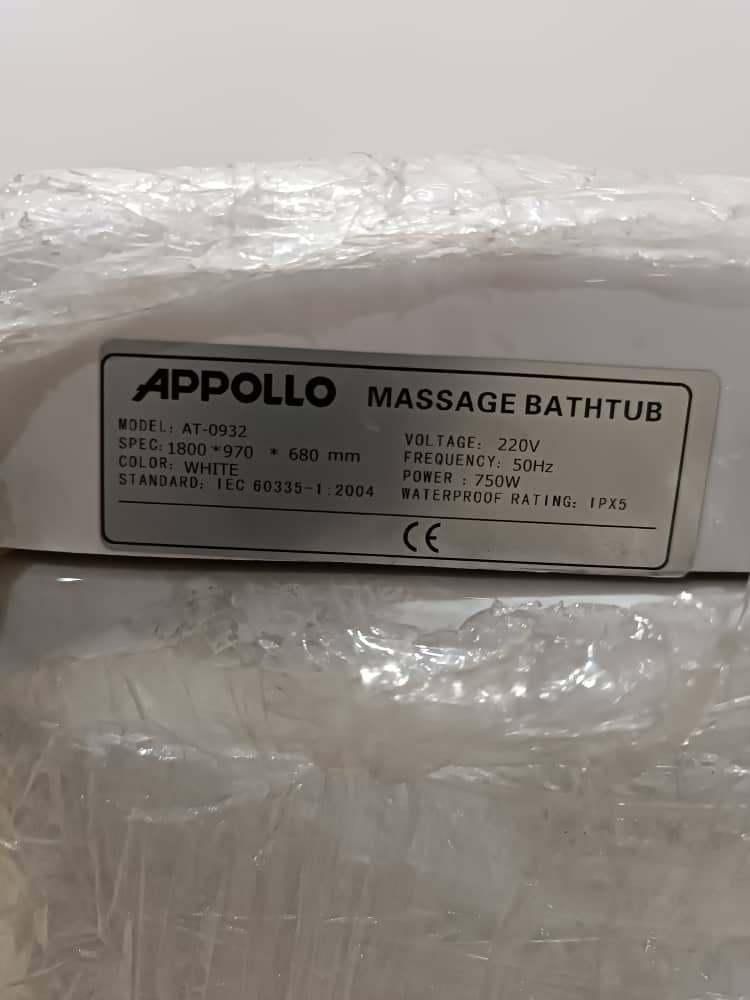 APPOLLO MASSAGE BATHTUB
MODEL: AT-0932
SPEC: 1800*970 * 680 mm
COLOR: WHITE
STANDARD: IEC 60335-1:2004
VOLTAGE: 220V
FREQUENCY: 50Hz
POWER : 750W
WATERPROOF RATING: IPX5
CE